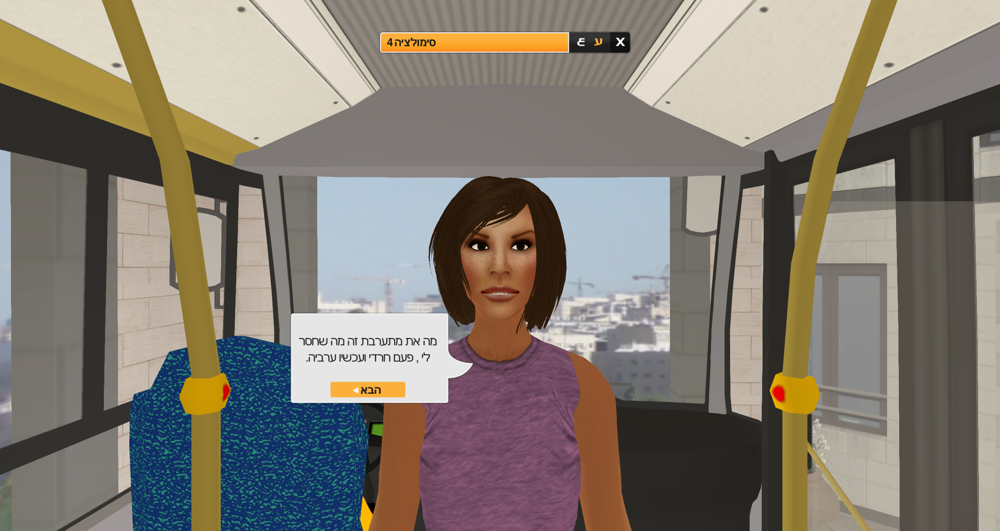 סימולציה 4
ع ע X
מה את מתערבת זה מה שחסר
לי , פעם חרדי ועכשיו ערביה.
הבא